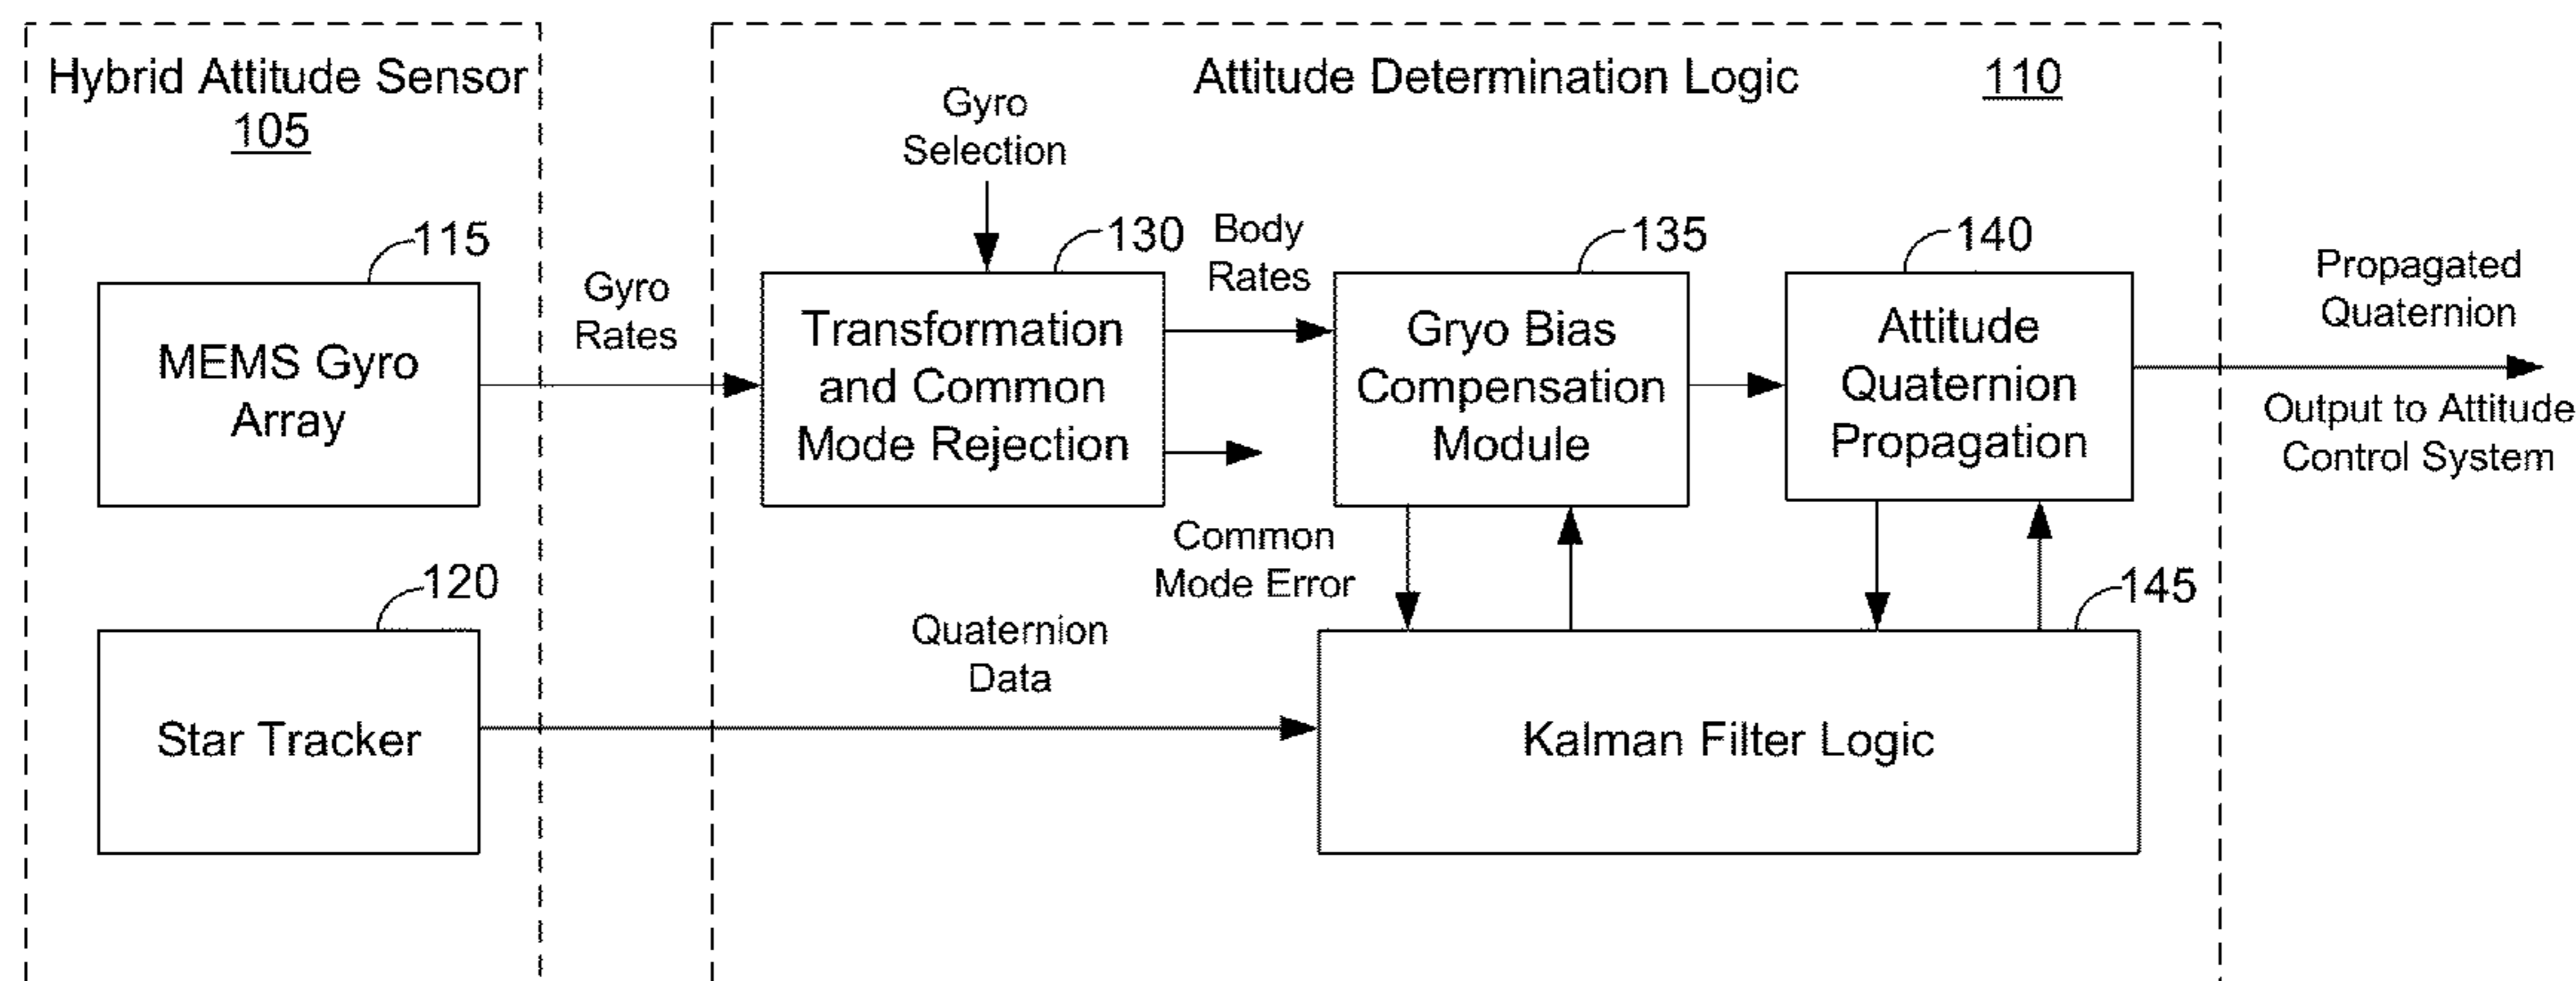 Hybrid Attitude Sensor
105
Attitude Determination Logic 110
Gyro
Selection
115
MEMS Gyro
Array
Gyro
Rates
130
Transformation
and Common
Mode Rejection
Body
Rates
135
Gryo Bias
Compensation
Module
140
Attitude
Quaternion
Propagation
Propagated
Quaternion
Output to Attitude
Control System
Common
Mode Error
120
Star Tracker
Quaternion
Data
145
Kalman Filter Logic